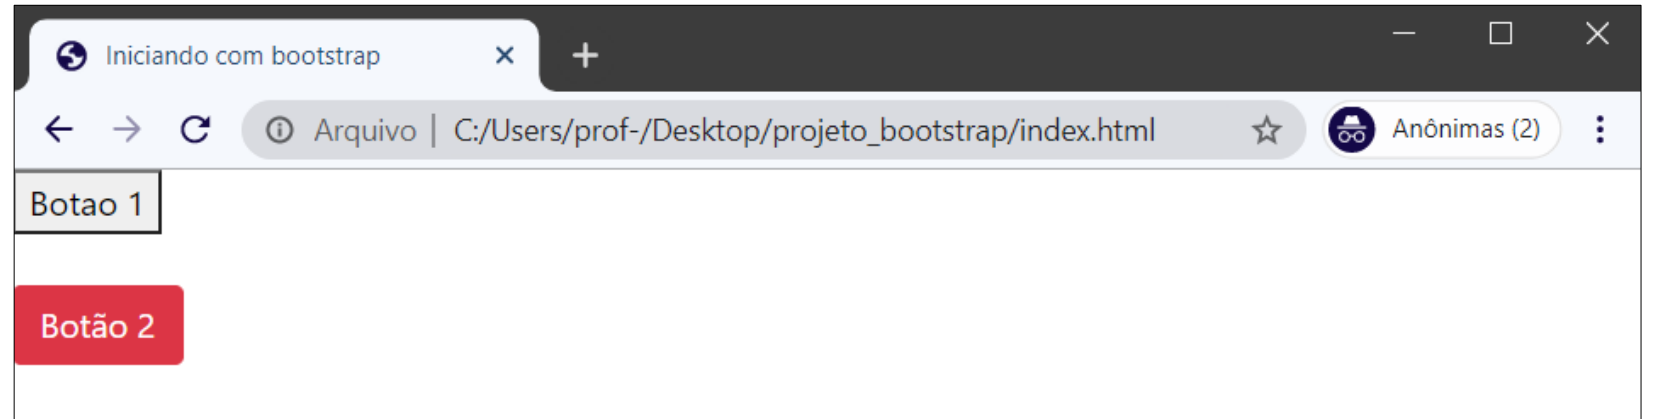 Iniciando com bootstrap
Arquivo | C:/Users/prof-/Desktop/projeto_bootstrap/index.html Anônimas (2)
Botao 1
Botão 2